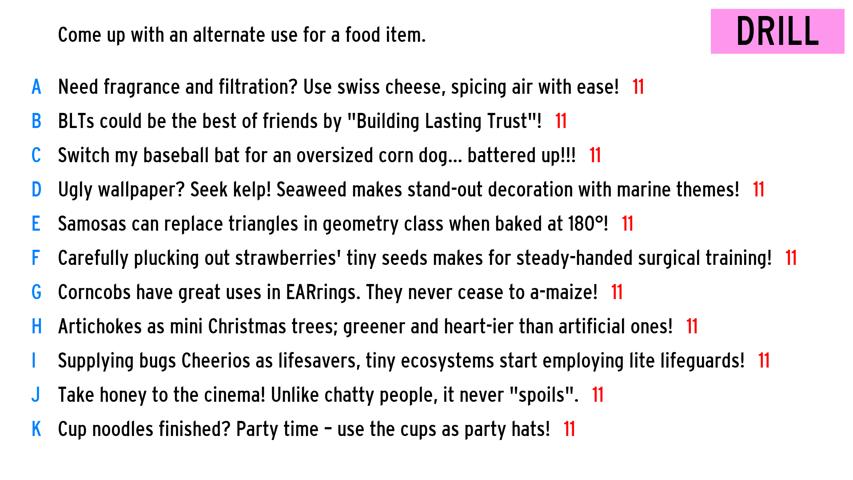 Come up with an alternate use for a food item.
DRILL
A Need fragrance and filtration? Use swiss cheese, spicing air with ease! 11
B BLTs could be the best of friends by "Building Lasting Trust"! 11
C Switch my baseball bat for an oversized corn dog... battered up!!! 11
D Ugly wallpaper? Seek kelp! Seaweed makes stand-out decoration with marine themes! 11
E Samosas can replace triangles in geometry class when baked at 180°! 11
F Carefully plucking out strawberries' tiny seeds makes for steady-handed surgical training! 11
G Corncobs have great uses in EARrings. They never cease to a-maize! 11
H Artichokes as mini Christmas trees; greener and heart-ier than artificial ones! 11
I Supplying bugs Cheerios as lifesavers, tiny ecosystems start employing lite lifeguards! 11
J Take honey to the cinema! Unlike chatty people, it never "spoils". 11
K Cup noodles finished? Party time – use the cups as party hats! 11